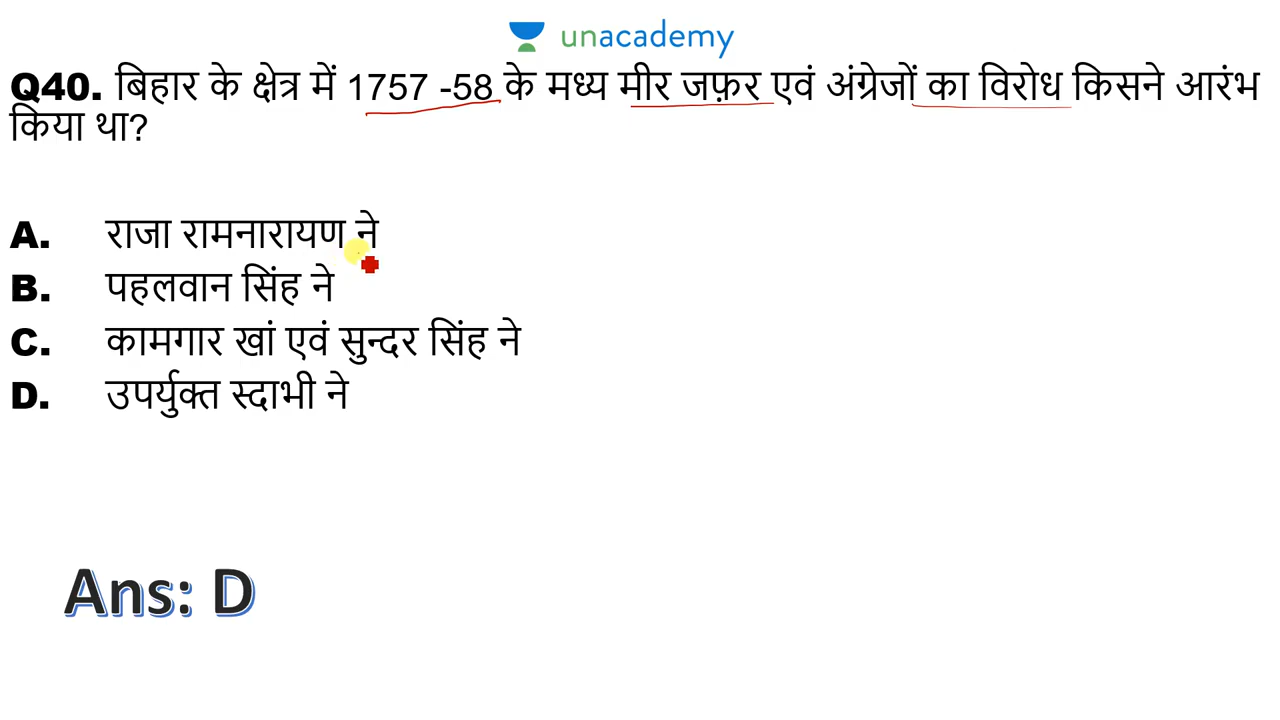 unacademy
Q40. बिहार के क्षेत्र में 1757 -58 के मध्य मीर जफ़र एवं अंग्रेजों का विरोध किसने आरंभ
किया था?
A. राजा रामनारायण ने
B. पहलवान सिंह ने
C. कामगार खां एवं सुन्दर सिंह ने
D. उपर्युक्त स्दाभी ने
Ans: D